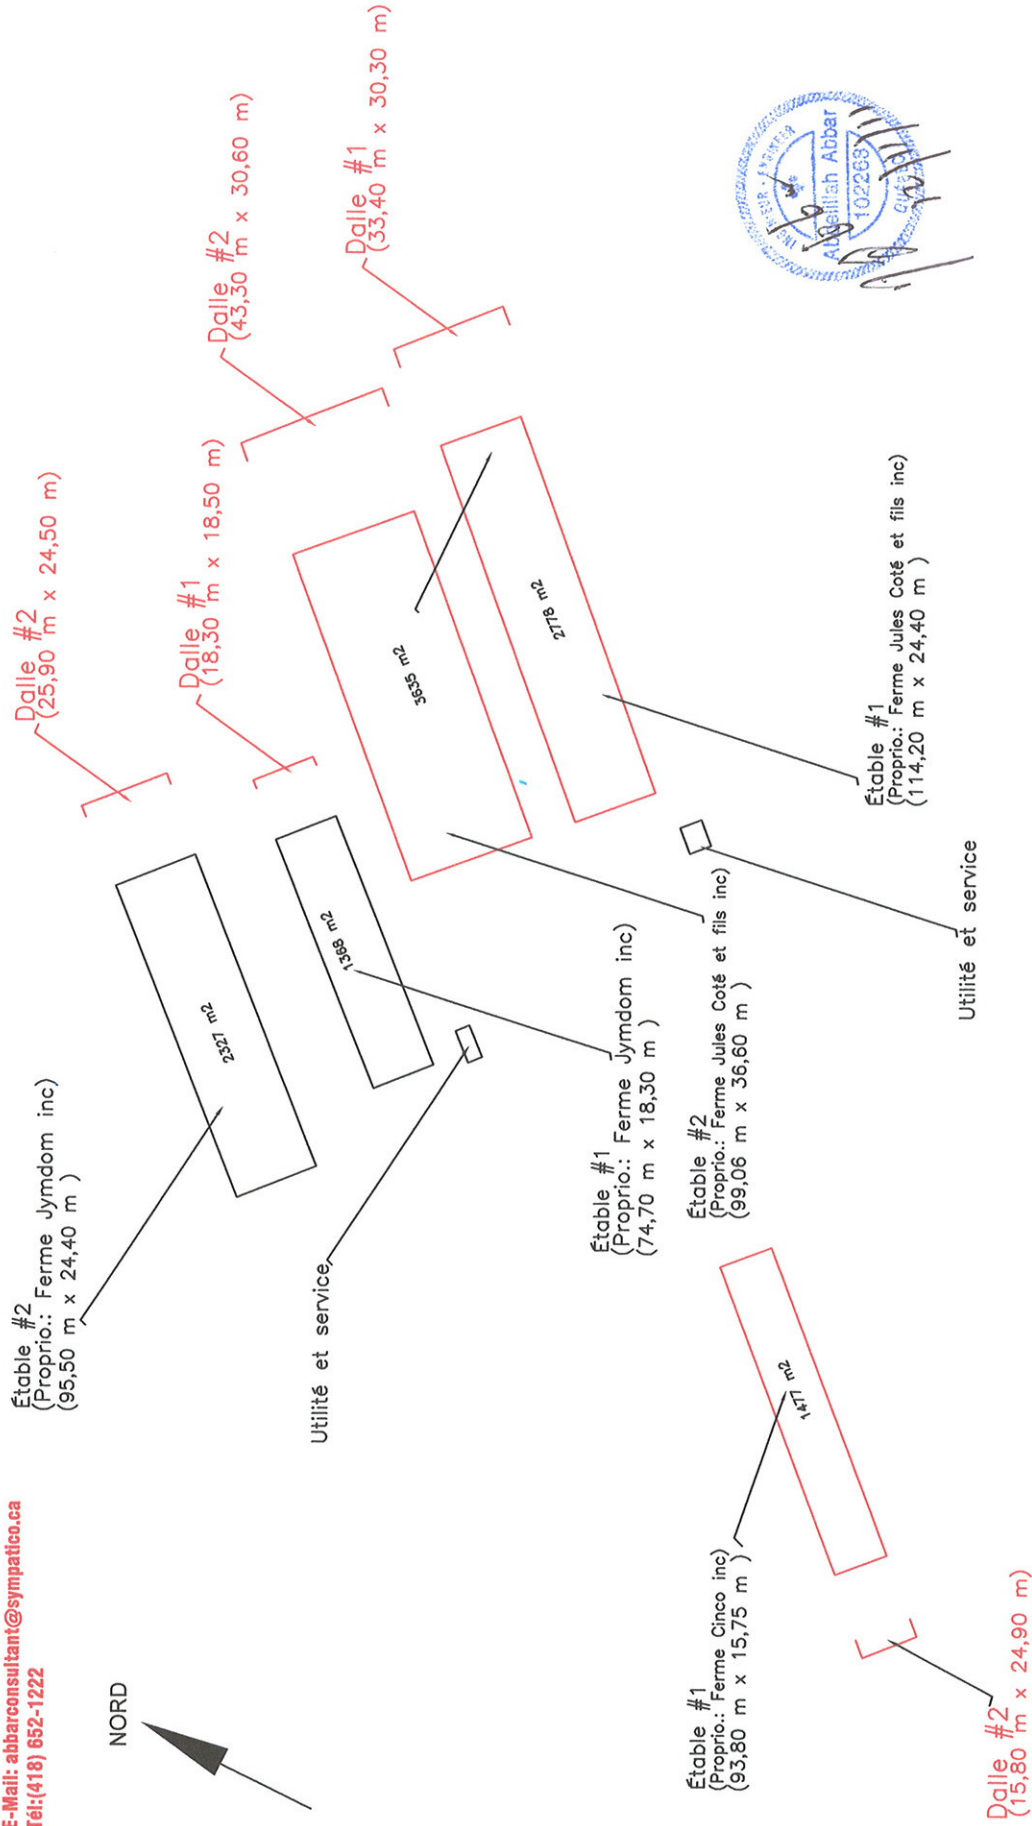 E-Mail: abbarconsultant@sympatico.ca
Tél:(418) 652-1222
NORD
Étable #2
(Proprio.: Ferme Jymdom inc)
(95,50 m x 24,40 m )
2327 m2
Dalle #2
(25,90 m x 24,50 m)
Utilité et service
1368 m2
Dalle #1
(18,30 m x 18,50 m)
Dalle #2
(43,30 m x 30,60 m)
Dalle #1
(33,40 m x 30,30 m)
3635 m2
2778 m2
Étable #1
(Proprio.: Ferme Jymdom inc)
(74,70 m x 18,30 m )
Étable #2
(Proprio.: Ferme Jules Coté et fils inc)
(99,06 m x 36,60 m )
Étable #1
(Proprio.: Ferme Jules Coté et fils inc)
(114,20 m x 24,40 m )
Utilité et service
Étable #1
(Proprio.: Ferme Cinco inc)
(93,80 m x 15,75 m )
1477 m2
Dalle #2
(15,80 m x 24,90 m)
INGÉNIEUR - ENGINEER
Abdelillah Abbar
102268
QUÉBEC